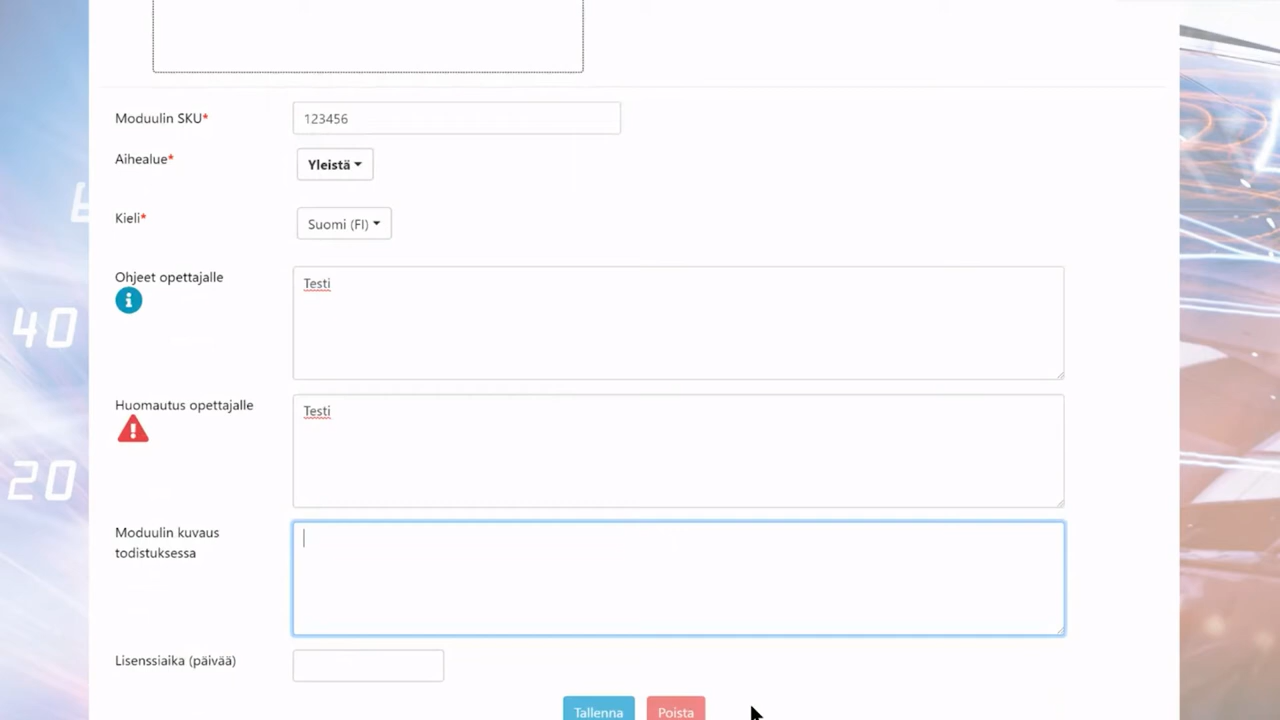 Moduulin SKU*
123456
Aihealue*
Yleistä
Kieli*
Suomi (FI)
Ohjeet opettajalle
Testi
Huomautus opettajalle
Testi
Moduulin kuvaus
todistuksessa
Lisenssiaika (päivää)
Tallenna
Poista
40
20